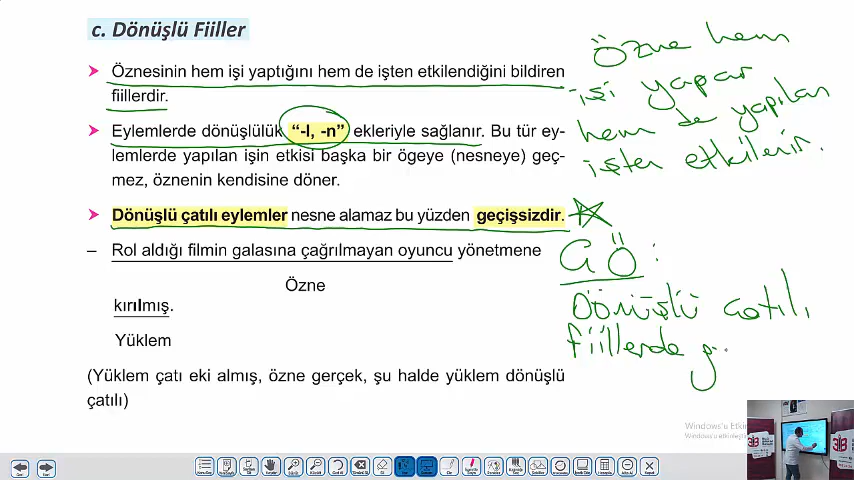 c. Dönüşlü Fiiller
➤ Öznesinin hem işi yaptığını hem de işten etkilendiğini bildiren
fiillerdir.
➤ Eylemlerde dönüşlülük "-l, -n" ekleriyle sağlanır. Bu tür ey-
lemlerde yapılan işin etkisi başka bir ögeye (nesneye) geç-
mez, öznenin kendisine döner.
➤ Dönüşlü çatılı eylemler nesne alamaz bu yüzden geçişsizdir.
– Rol aldığı filmin galasına çağrılmayan oyuncu yönetmene
Özne
kırılmış.
Yüklem
(Yüklem çatı eki almış, özne gerçek, şu halde yüklem dönüşlü
çatılı)
Özne hem
işi yapar
hem de yapılan
işten etkilenir.
GÖ:
Dönüşlü çatılı
fiillerde g
Windows'u Etkin